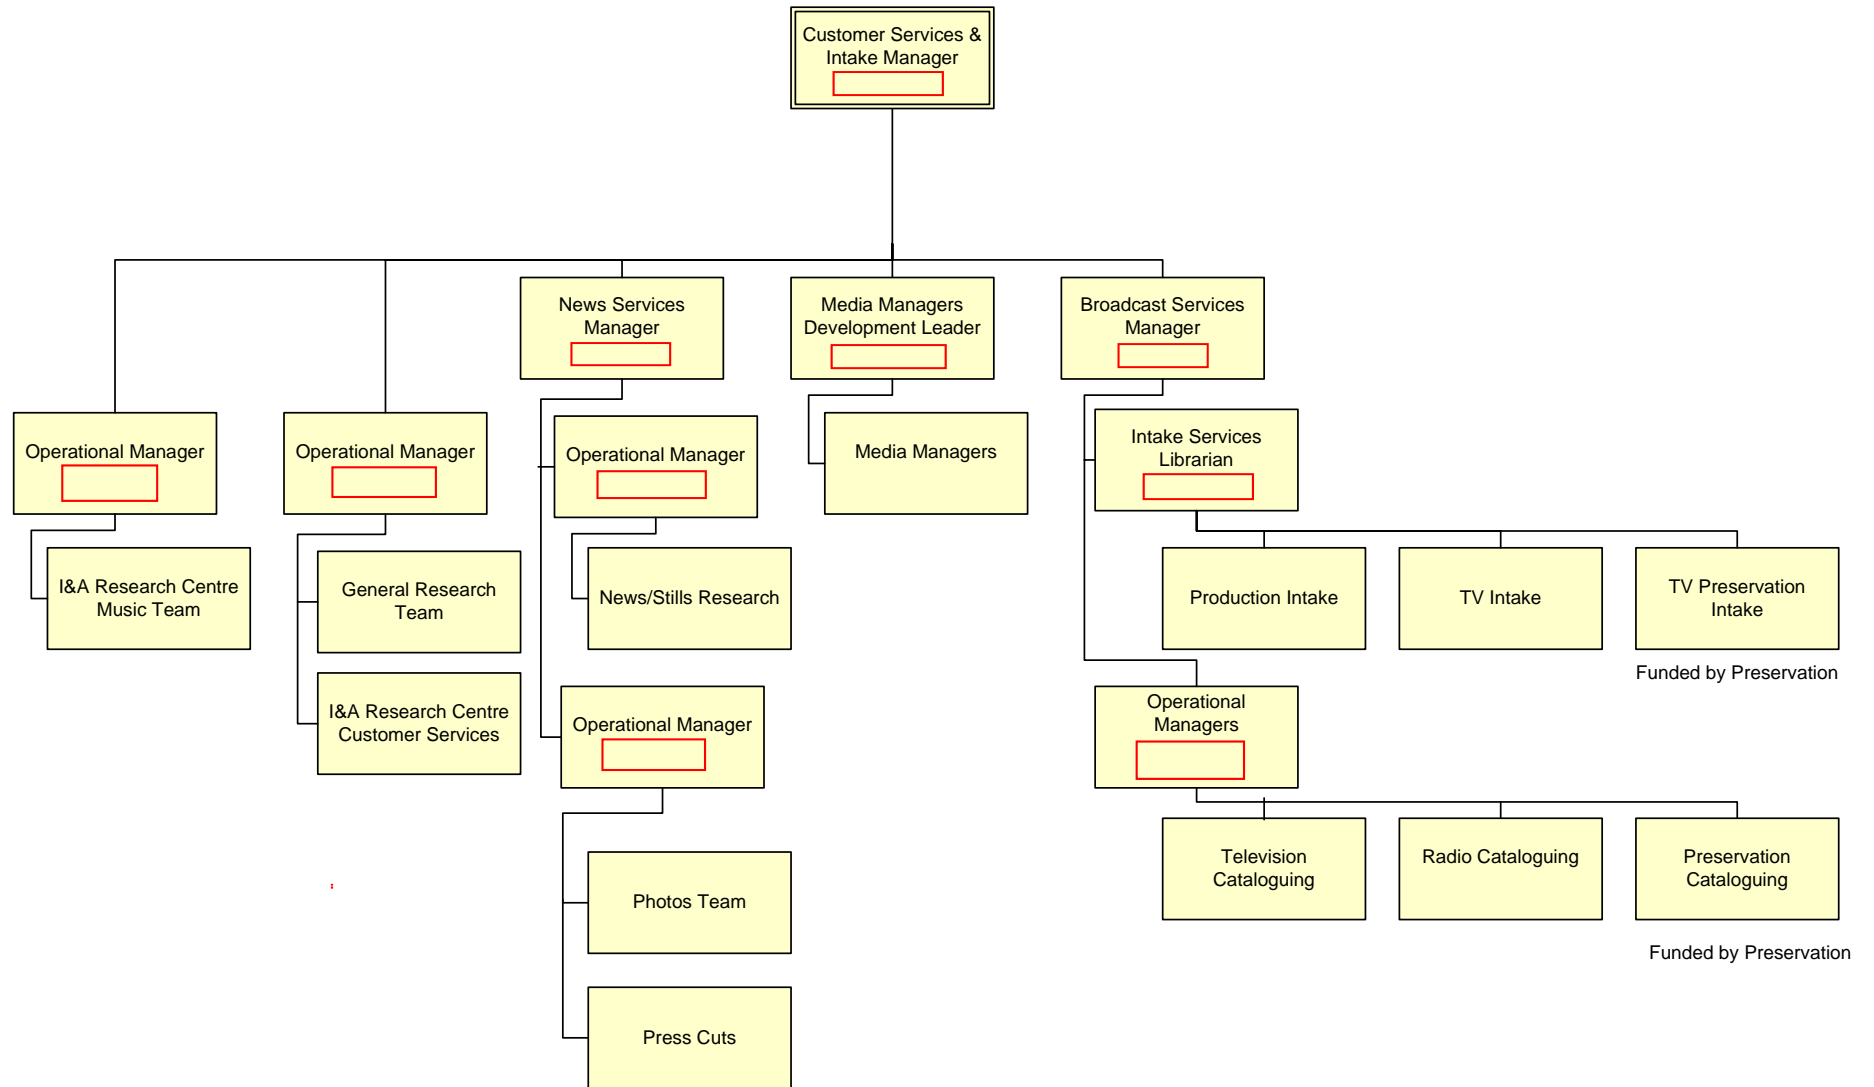 Customer Services &
Intake Manager
News Services
Manager
Media Managers
Development Leader
Broadcast Services
Manager
Operational Manager
Operational Manager
Operational Manager
Media Managers
Intake Services
Librarian
I&A Research Centre
Music Team
General Research
Team
News/Stills Research
Production Intake
TV Intake
TV Preservation
Intake
Funded by Preservation
I&A Research Centre
Customer Services
Operational Manager
Operational
Managers
Television
Cataloguing
Radio Cataloguing
Preservation
Cataloguing
Photos Team
Funded by Preservation
Press Cuts